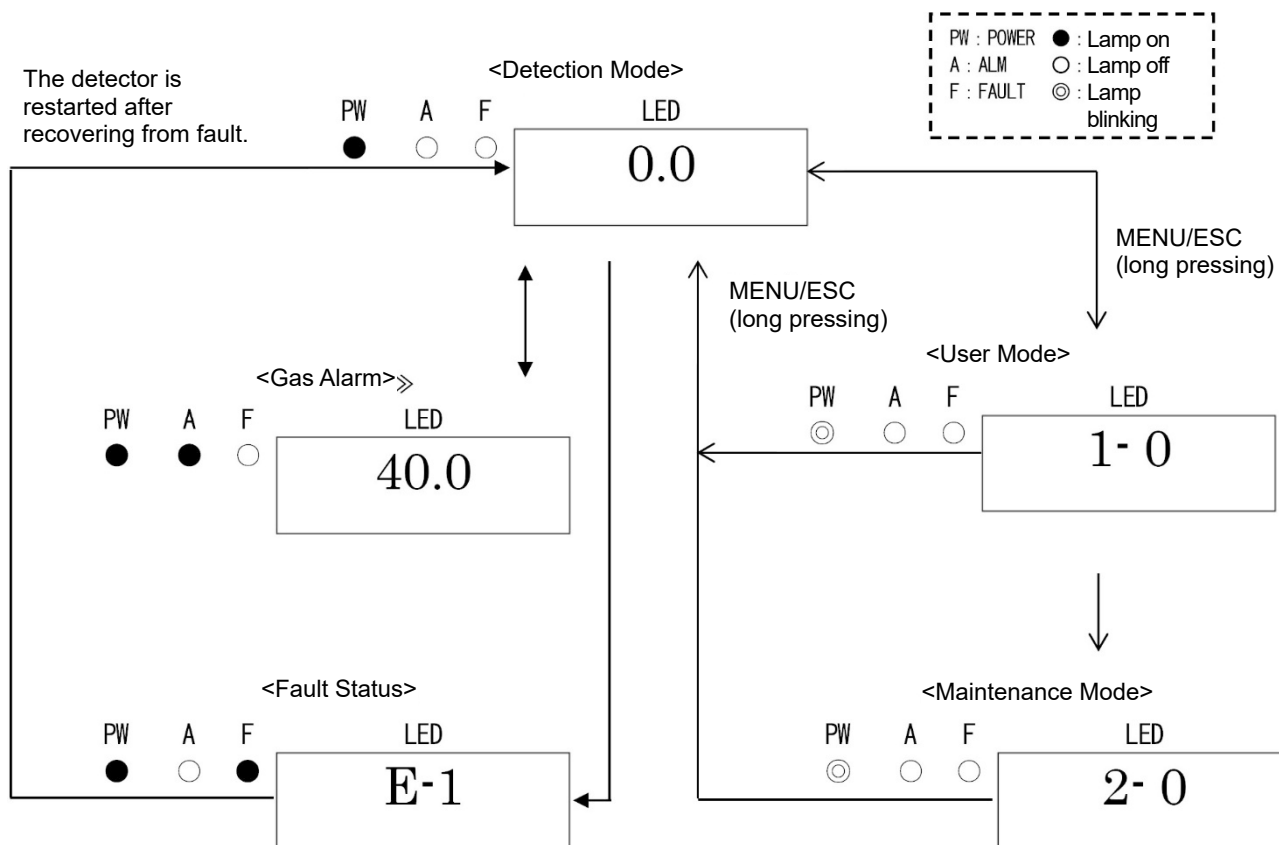 PW : POWER ● : Lamp on
A : ALM ○ : Lamp off
F : FAULT ◎ : Lamp
blinking
The detector is
restarted after
recovering from fault.
<Detection Mode>
PW A F LED
0.0
MENU/ESC
(long pressing)
MENU/ESC
(long pressing)
<Gas Alarm>≫
PW A F LED
40.0
<User Mode>
PW A F LED
1- 0
<Fault Status>
PW A F LED
E-1
<Maintenance Mode>
PW A F LED
2- 0